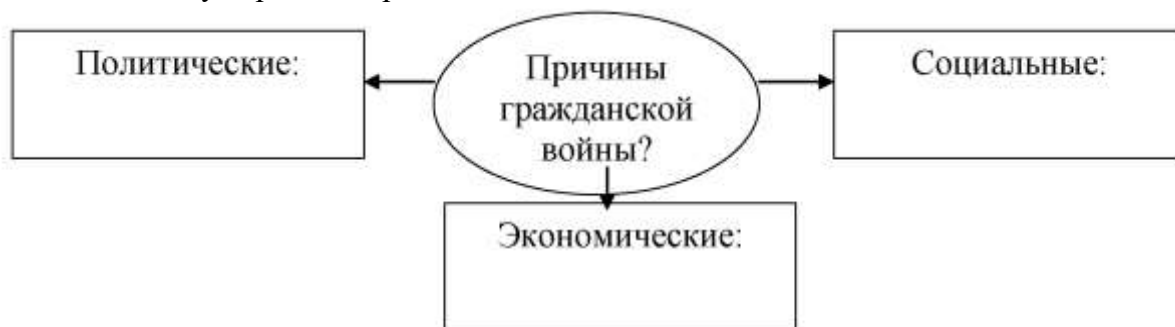 Политические:
Причины
гражданской
войны?
Социальные:
Экономические: